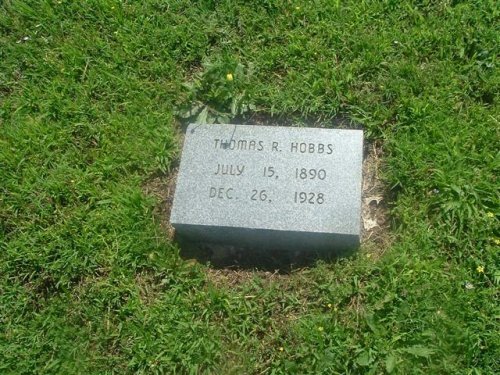 THOMAS R. HOBBS
JULY 15, 1890
DEC. 26, 1928